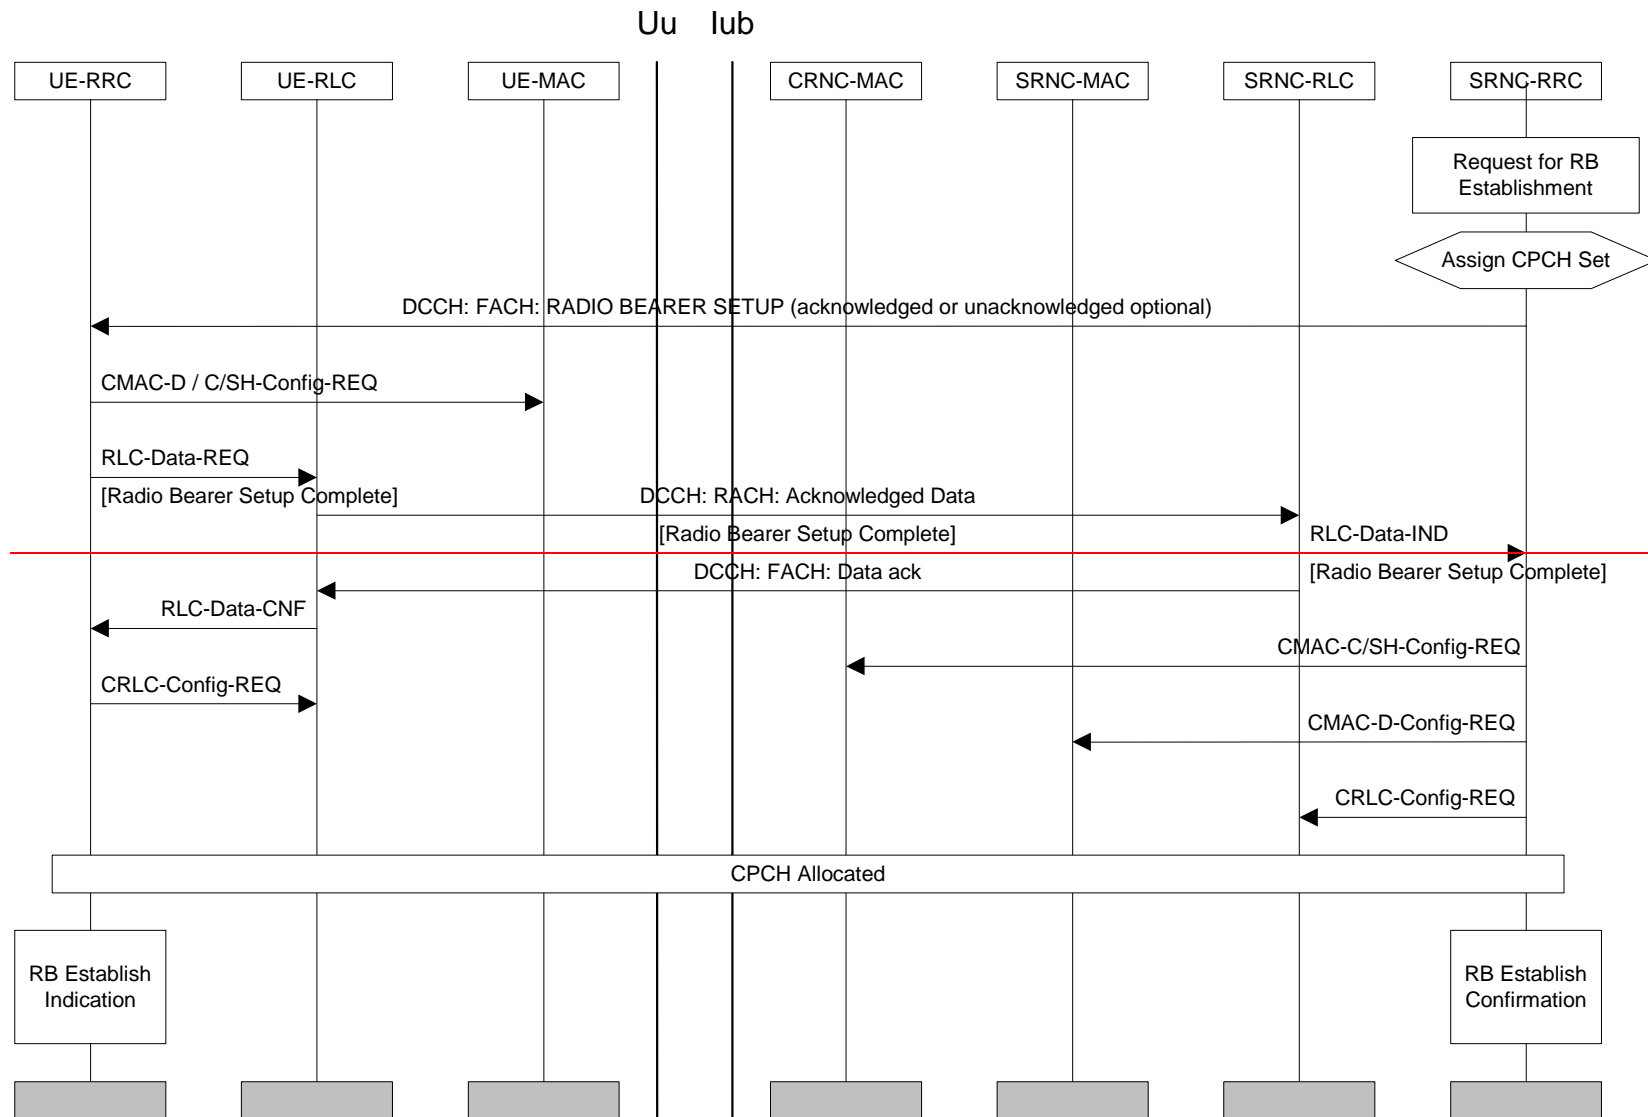 Uu Iub
UE-RRC UE-RLC UE-MAC CRNC-MAC SRNC-MAC SRNC-RLC SRNC-RRC
Request for RB
Establishment
Assign CPCH Set
DCCH: FACH: RADIO BEARER SETUP (acknowledged or unacknowledged optional)
CMAC-D / C/SH-Config-REQ
RLC-Data-REQ
[Radio Bearer Setup Complete] DCCH: RACH: Acknowledged Data
[Radio Bearer Setup Complete] RLC-Data-IND
DCCH: FACH: Data ack [Radio Bearer Setup Complete]
RLC-Data-CNF
CMAC-C/SH-Config-REQ
CRLC-Config-REQ
CMAC-D-Config-REQ
CRLC-Config-REQ
CPCH Allocated
RB Establish
Indication
RB Establish
Confirmation